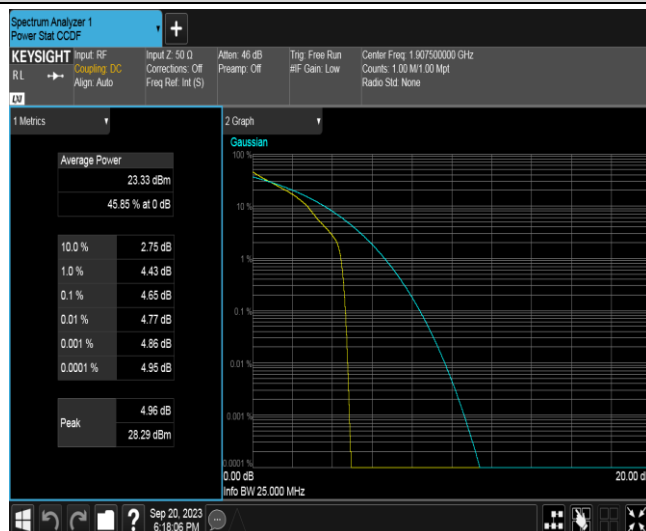 Spectrum Analyzer 1
Power Stat CCDF
KEYSIGHT
RL
LXI
Input: RF
Coupling: DC
Align: Auto
Input Z: 50 Ω
Corrections: Off
Freq Ref: Int (S)
Atten: 46 dB
Preamp: Off
Trig: Free Run
#IF Gain: Low
Center Freq: 1.907500000 GHz
Counts: 1.00 M/1.00 Mpt
Radio Std: None
1 Metrics
Average Power
23.33 dBm
45.85 % at 0 dB
10.0 % 2.75 dB
1.0 % 4.43 dB
0.1 % 4.65 dB
0.01 % 4.77 dB
0.001 % 4.86 dB
0.0001 % 4.95 dB
Peak
4.96 dB
28.29 dBm
2 Graph
Gaussian
100 %
10 %
1 %
0.1 %
0.01 %
0.001 %
0.0001 %
0.00 dB
20.00 d
Info BW 25.000 MHz
?
Sep 20, 2023
6:18:06 PM